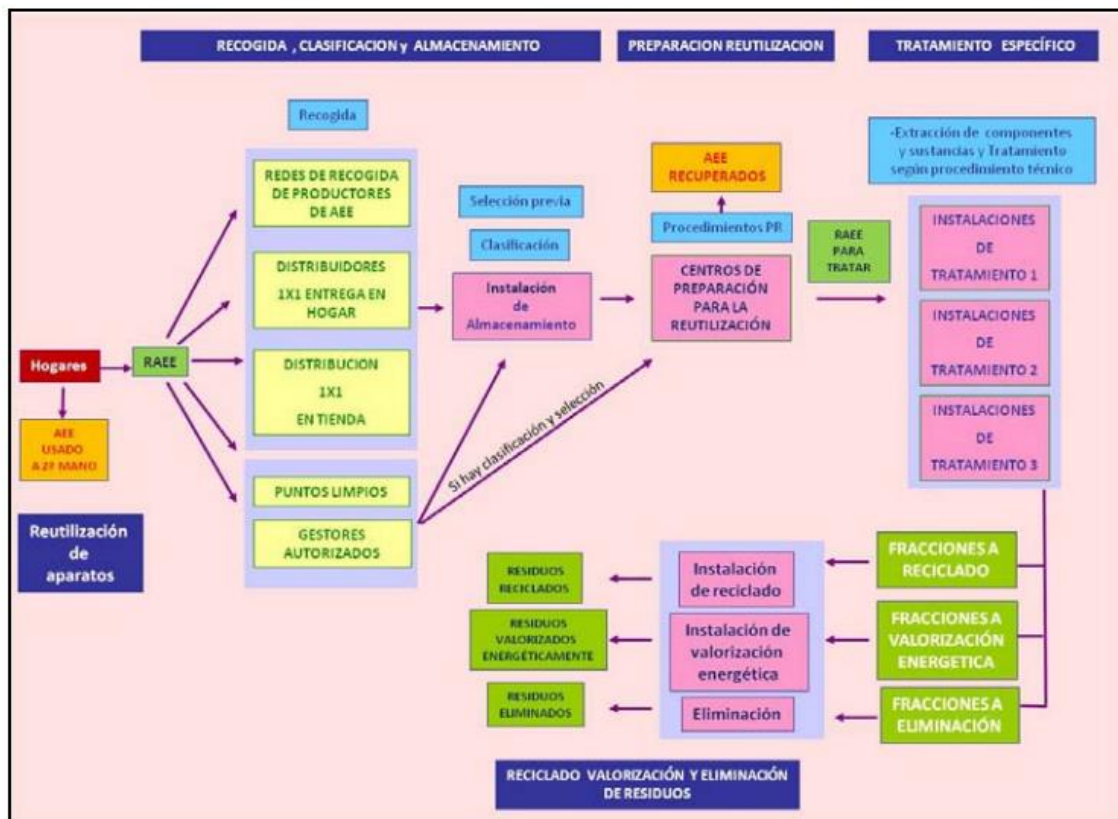 RECOGIDA , CLASIFICACION y ALMACENAMIENTO
PREPARACION REUTILIZACION
TRATAMIENTO ESPECÍFICO
Recogida
-Extracción de componentes
y sustancias y Tratamiento
según procedimiento técnico
REDES DE RECOGIDA
DE PRODUCTORES
DE AEE
AEE
RECUPERADOS
Selección previa
Clasificación
Procedimientos PR
RAEE
PARA
TRATAR
DISTRIBUIDORES
1X1 ENTREGA EN
HOGAR
Instalación
de
Almacenamiento
CENTROS DE
PREPARACIÓN
PARA LA
REUTILIZACIÓN
INSTALACIONES
DE
TRATAMIENTO 1
INSTALACIONES
DE
TRATAMIENTO 2
INSTALACIONES
DE
TRATAMIENTO 3
Hogares
RAEE
DISTRIBUCION
1X1
EN TIENDA
AEE
USADO
A 2ª MANO
Si hay clasificación y selección
PUNTOS LIMPIOS
GESTORES
AUTORIZADOS
Reutilización
de
aparatos
RESIDUOS
RECICLADOS
Instalación
de reciclado
FRACCIONES A
RECICLADO
RESIDUOS
VALORIZADOS
ENERGÉTICAMENTE
Instalación de
valorización
energética
FRACCIONES A
VALORIZACIÓN
ENERGETICA
RESIDUOS
ELIMINADOS
Eliminación
FRACCIONES A
ELIMINACIÓN
RECICLADO VALORIZACIÓN Y ELIMINACIÓN
DE RESIDUOS